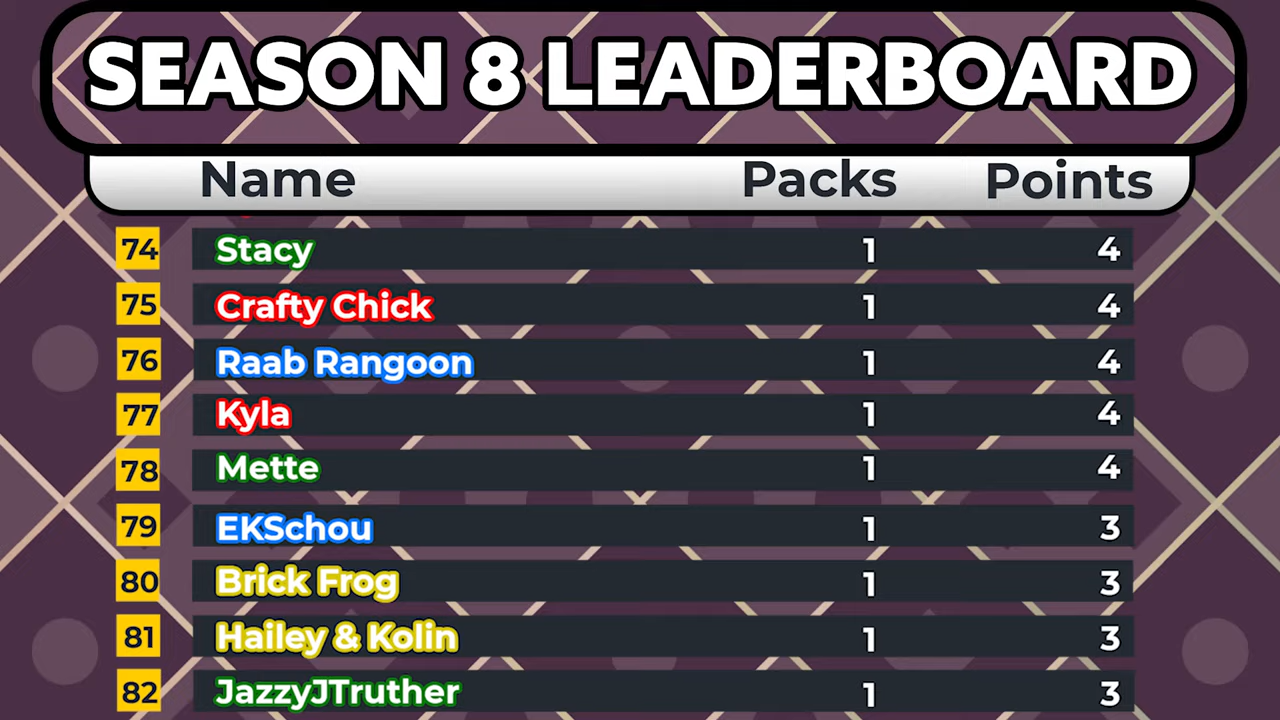 SEASON 8 LEADERBOARD
Name Packs Points
74 Stacy 1 4
75 Crafty Chick 1 4
76 Raab Rangoon 1 4
77 Kyla 1 4
78 Mette 1 4
79 EKSchou 1 3
80 Brick Frog 1 3
81 Hailey & Kolin 1 3
82 JazzyJTruther 1 3